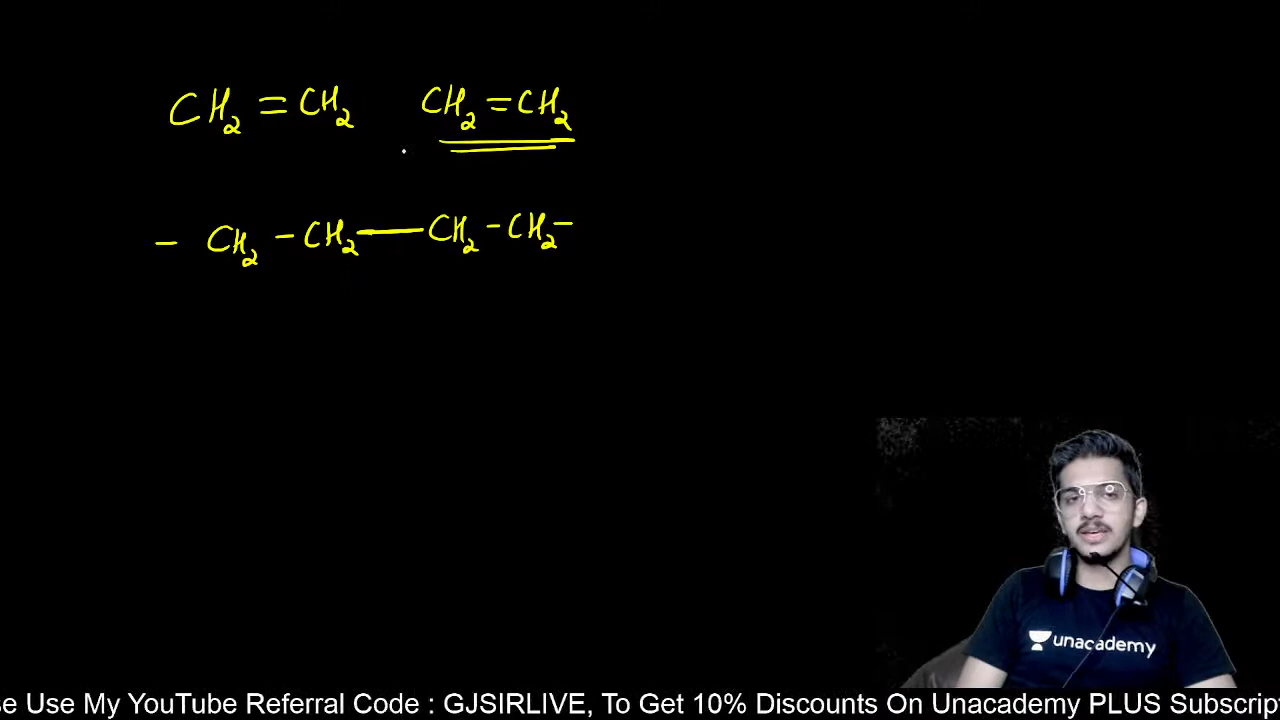 CH₂ = CH₂ CH₂ = CH₂
- CH₂ - CH₂ — CH₂ - CH₂ -
unacademy
se Use My YouTube Referral Code : GJSIRLIVE, To Get 10% Discounts On Unacademy PLUS Subscrip